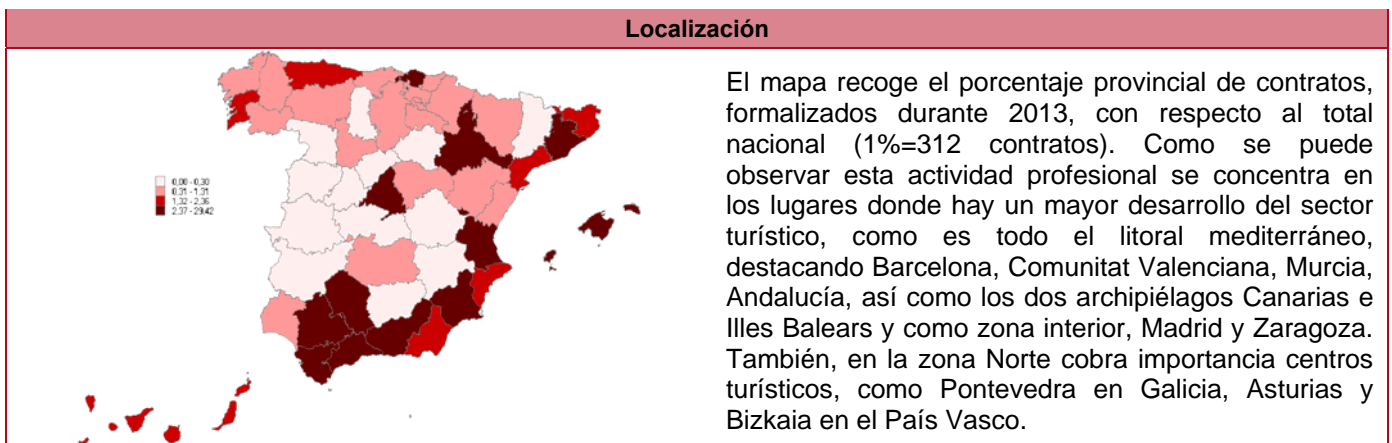 Localización
El mapa recoge el porcentaje provincial de contratos,
formalizados durante 2013, con respecto al total
nacional (1%=312 contratos). Como se puede
observar esta actividad profesional se concentra en
los lugares donde hay un mayor desarrollo del sector
turístico, como es todo el litoral mediterráneo,
destacando Barcelona, Comunitat Valenciana, Murcia,
Andalucía, así como los dos archipiélagos Canarias e
Illes Balears y como zona interior, Madrid y Zaragoza.
También, en la zona Norte cobra importancia centros
turísticos, como Pontevedra en Galicia, Asturias y
Bizkaia en el País Vasco.
0,00 - 0,30
0,31 - 1,31
1,32 - 2,36
2,37 - 29,42